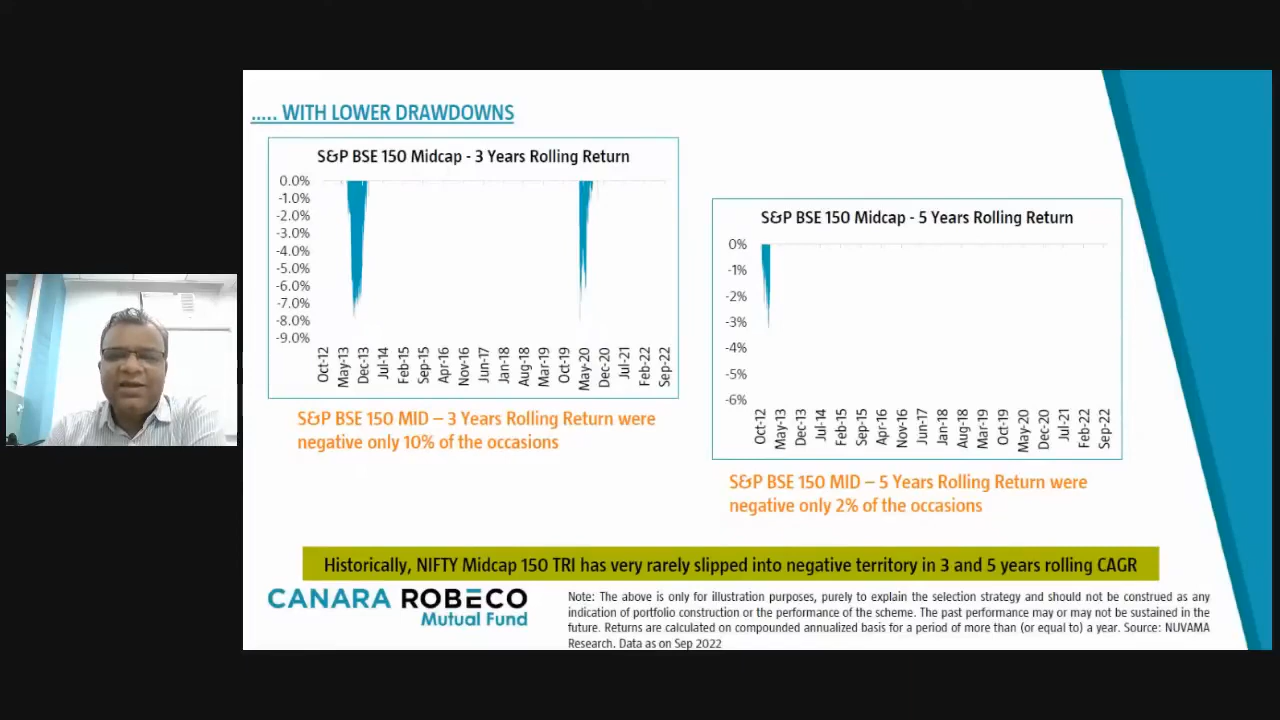 ..... WITH LOWER DRAWDOWNS
S&P BSE 150 Midcap - 3 Years Rolling Return
0.0%
-1.0%
-2.0%
-3.0%
-4.0%
-5.0%
-6.0%
-7.0%
-8.0%
-9.0%
Oct-12
May-13
Dec-13
Jul-14
Feb-15
Sep-15
Apr-16
Nov-16
Jun-17
Jan-18
Aug-18
Mar-19
Oct-19
May-20
Dec-20
Jul-21
Feb-22
Sep-22
S&P BSE 150 MID – 3 Years Rolling Return were
negative only 10% of the occasions
S&P BSE 150 Midcap - 5 Years Rolling Return
0%
-1%
-2%
-3%
-4%
-5%
-6%
Oct-12
May-13
Dec-13
Jul-14
Feb-15
Sep-15
Apr-16
Nov-16
Jun-17
Jan-18
Aug-18
Mar-19
Oct-19
May-20
Dec-20
Jul-21
Feb-22
Sep-22
S&P BSE 150 MID – 5 Years Rolling Return were
negative only 2% of the occasions
Historically, NIFTY Midcap 150 TRI has very rarely slipped into negative territory in 3 and 5 years rolling CAGR
CANARA ROBECO
Mutual Fund
Note: The above is only for illustration purposes, purely to explain the selection strategy and should not be construed as any
indication of portfolio construction or the performance of the scheme. The past performance may or may not be sustained in the
future. Returns are calculated on compounded annualized basis for a period of more than (or equal to) a year. Source: NUVAMA
Research. Data as on Sep 2022